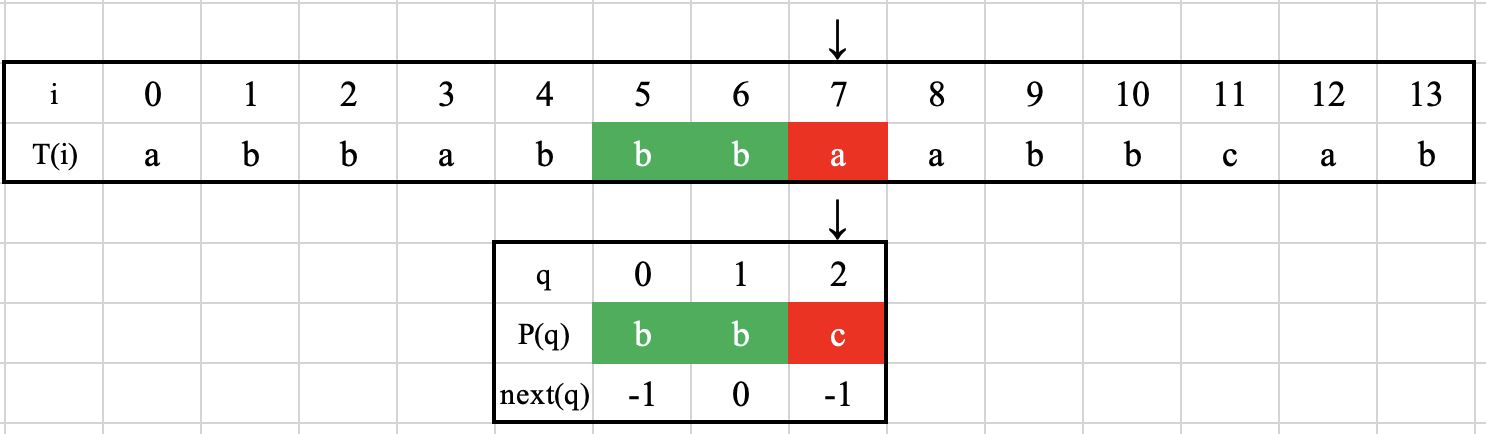 ↓
i 0 1 2 3 4 5 6 7 8 9 10 11 12 13
T(i) a b b a b b b a a b b c a b
↓
q 0 1 2
P(q) b b c
next(q) -1 0 -1